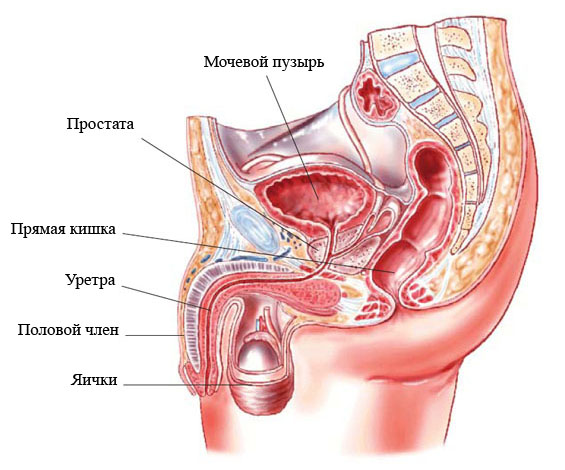 Мочевой пузырь
Простата
Прямая кишка
Уретра
Половой член
Яички